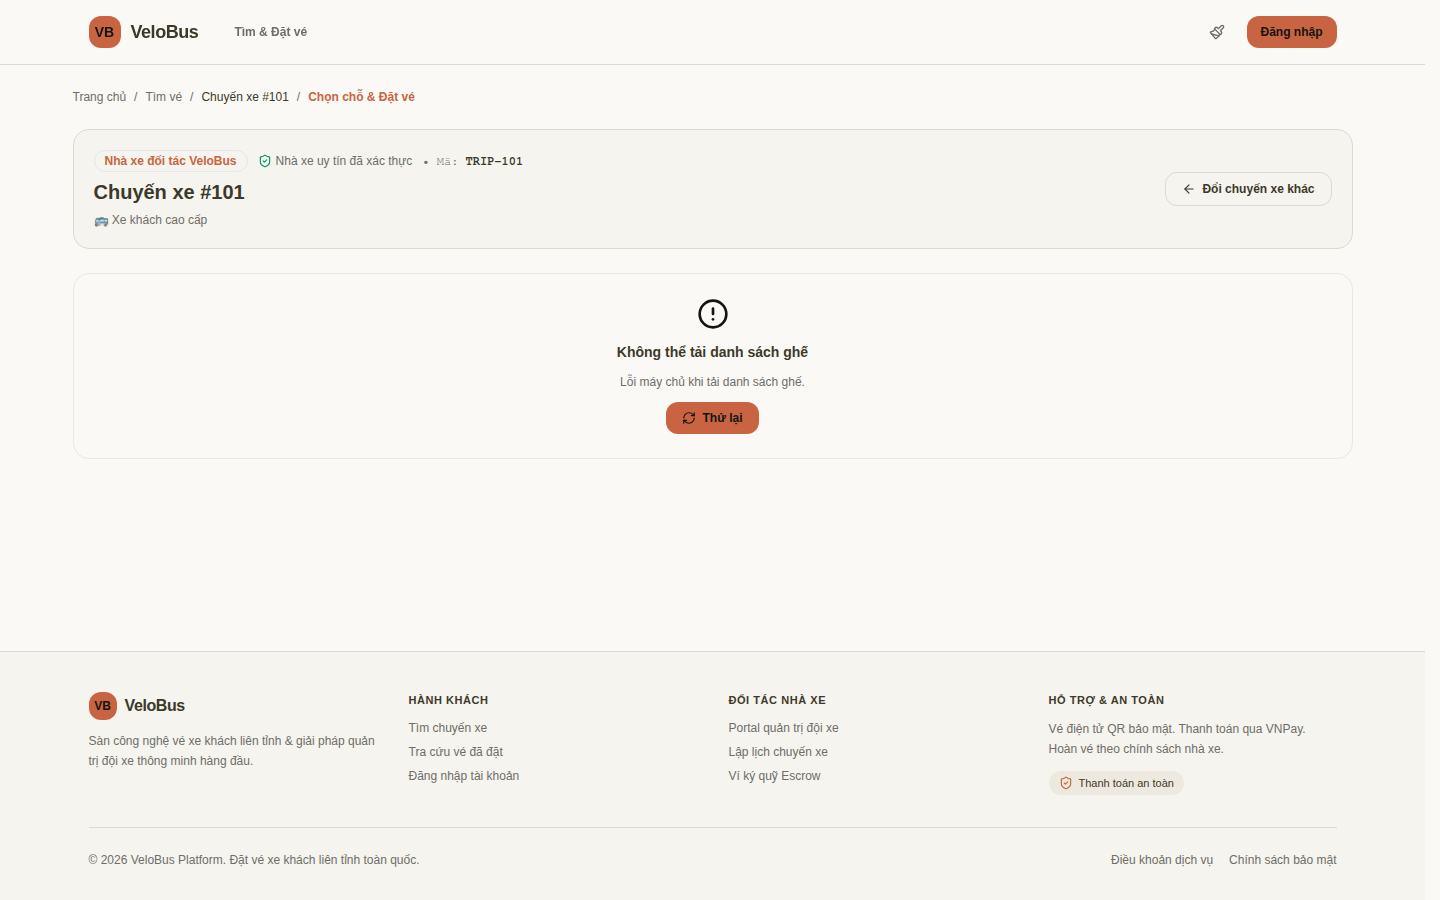 VB VeloBus Tìm & Đặt vé Đăng nhập
Trang chủ / Tìm vé / Chuyến xe #101 / Chọn chỗ & Đặt vé
Nhà xe đối tác VeloBus Nhà xe uy tín đã xác thực • Mã: TRIP-101
Chuyến xe #101
Xe khách cao cấp
Đổi chuyến xe khác
Không thể tải danh sách ghế
Lỗi máy chủ khi tải danh sách ghế.
Thử lại
VB VeloBus
Sàn công nghệ vé xe khách liên tỉnh & giải pháp quản
trị đội xe thông minh hàng đầu.
HÀNH KHÁCH
Tìm chuyến xe
Tra cứu vé đã đặt
Đăng nhập tài khoản
ĐỐI TÁC NHÀ XE
Portal quản trị đội xe
Lập lịch chuyến xe
Ví ký quỹ Escrow
HỖ TRỢ & AN TOÀN
Vé điện tử QR bảo mật. Thanh toán qua VNPay.
Hoàn vé theo chính sách nhà xe.
Thanh toán an toàn
© 2026 VeloBus Platform. Đặt vé xe khách liên tỉnh toàn quốc.
Điều khoản dịch vụ Chính sách bảo mật